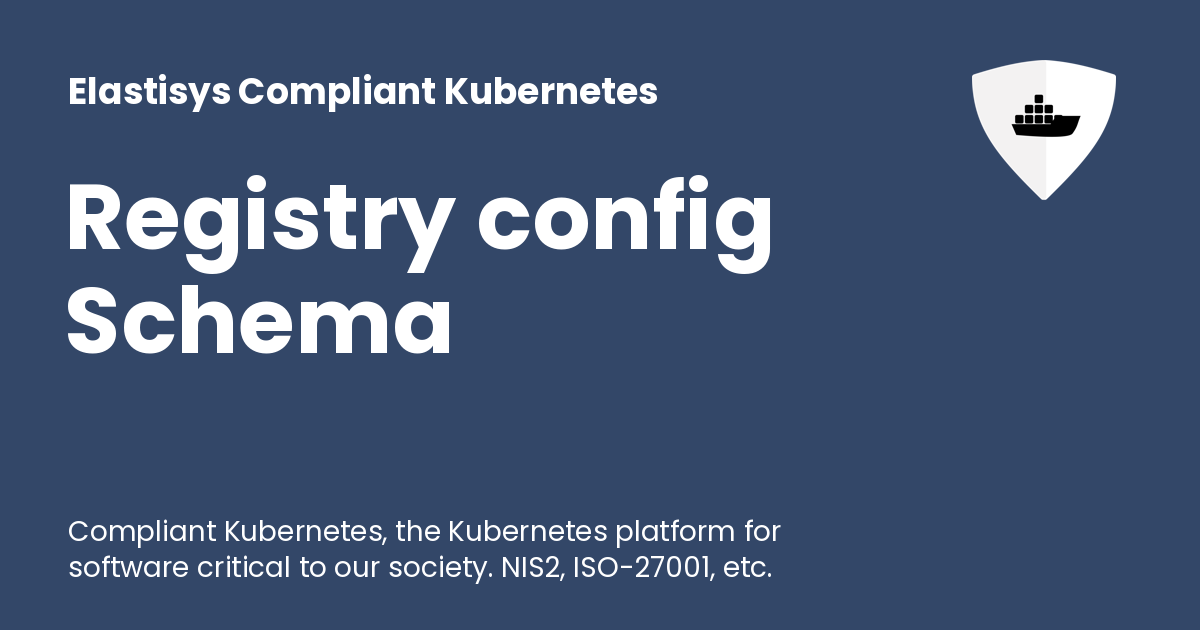 Elastisys Compliant Kubernetes
Registry config
Schema
Compliant Kubernetes, the Kubernetes platform for
software critical to our society. NIS2, ISO-27001, etc.